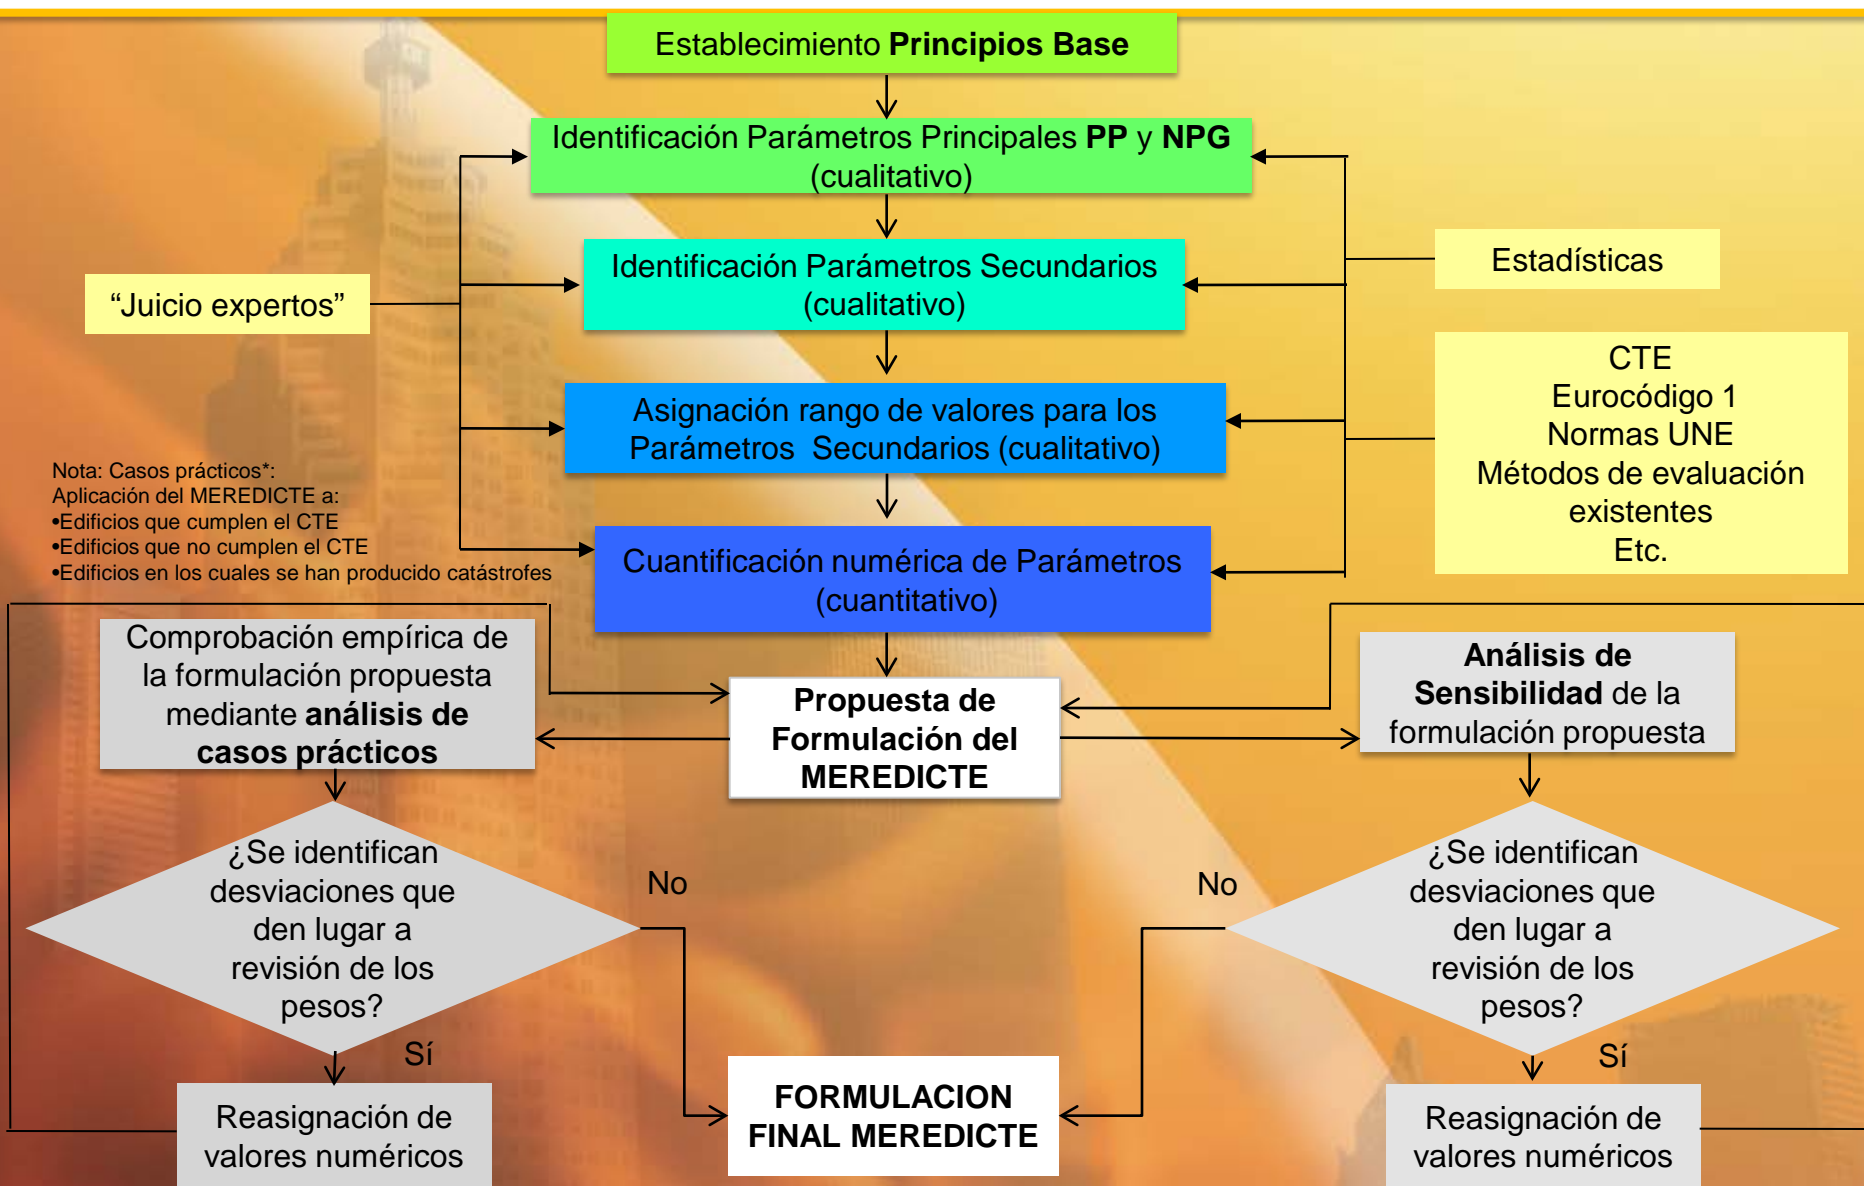 Establecimiento Principios Base
Identificación Parámetros Principales PP y NPG
(cualitativo)
Identificación Parámetros Secundarios
(cualitativo)
Estadísticas
“Juicio expertos”
CTE
Eurocódigo 1
Normas UNE
Métodos de evaluación
existentes
Etc.
Asignación rango de valores para los
Parámetros Secundarios (cualitativo)
Nota: Casos prácticos*:
Aplicación del MEREDICTE a:
•Edificios que cumplen el CTE
•Edificios que no cumplen el CTE
•Edificios en los cuales se han producido catástrofes
Cuantificación numérica de Parámetros
(cuantitativo)
Comprobación empírica de
la formulación propuesta
mediante análisis de
casos prácticos
Propuesta de
Formulación del
MEREDICTE
Análisis de
Sensibilidad de la
formulación propuesta
¿Se identifican
desviaciones que
den lugar a
revisión de los
pesos?
No
No
¿Se identifican
desviaciones que
den lugar a
revisión de los
pesos?
Sí
Sí
Reasignación de
valores numéricos
FORMULACION
FINAL MEREDICTE
Reasignación de
valores numéricos